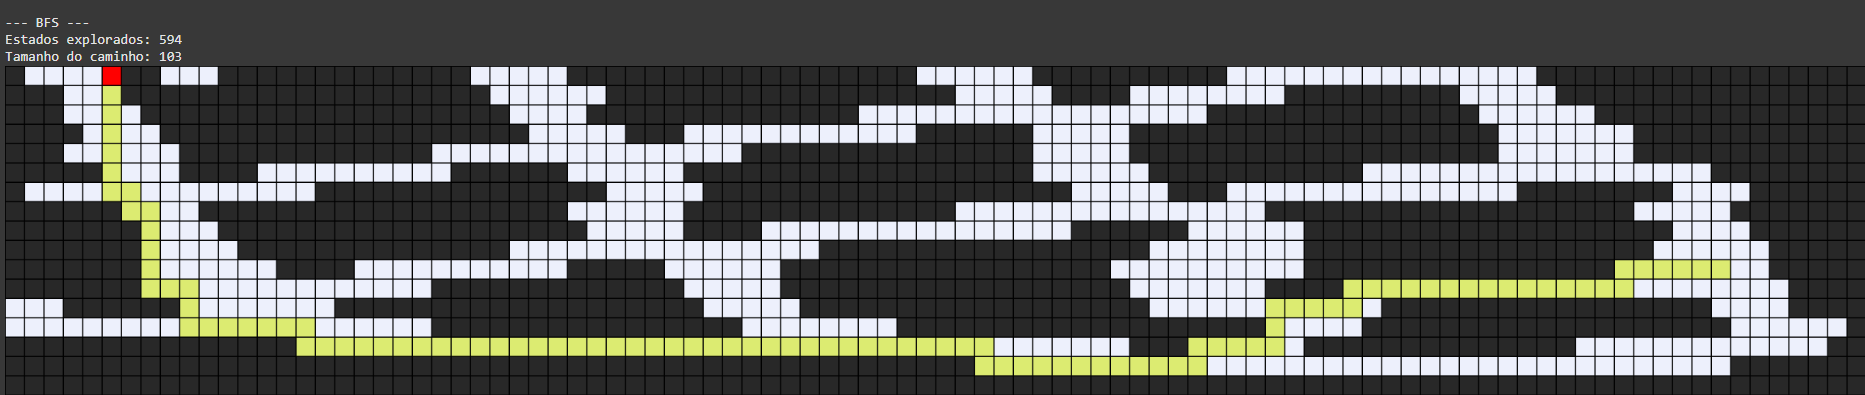 --- BFS ---
Estados explorados: 594
Tamanho do caminho: 103